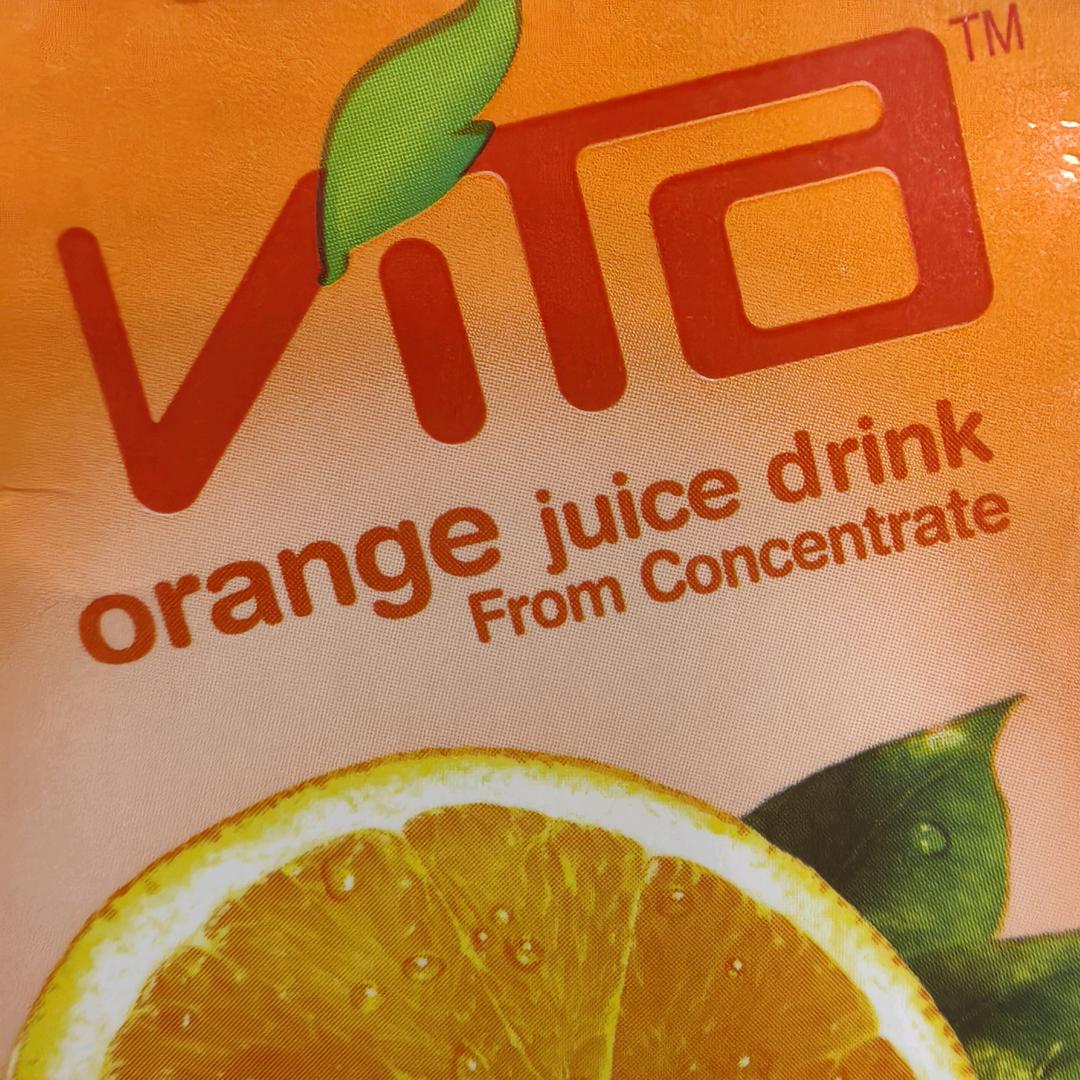 ViTa™
orange juice drink
From Concentrate